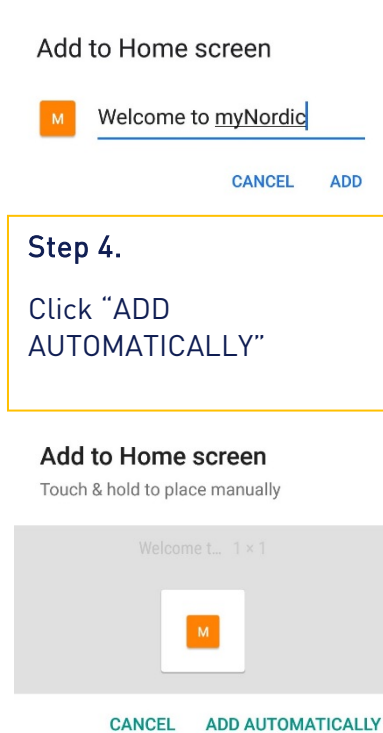 Add to Home screen
M Welcome to myNordic
CANCEL ADD
Step 4.
Click “ADD
AUTOMATICALLY”
Add to Home screen
Touch & hold to place manually
Welcome t... 1 × 1
M
CANCEL ADD AUTOMATICALLY